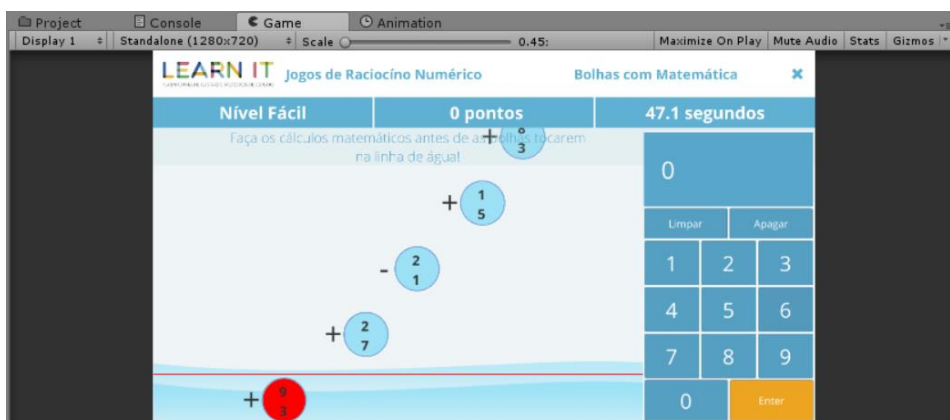 Project Console Game Animation
Display 1 Standalone (1280x720) Scale 0.45: Maximize On Play Mute Audio Stats Gizmos
LEARN IT Jogos de Raciocíno Numérico Bolhas com Matemática ×
Nível Fácil 0 pontos 47.1 segundos
Faça os cálculos matemáticos antes de as bolhas tocarem
na linha de água!
+ 3
0
+ 1
5
Limpar Apagar
- 2
1
1 2 3
+ 2
7
4 5 6
7 8 9
+ 9
3
0 Enter